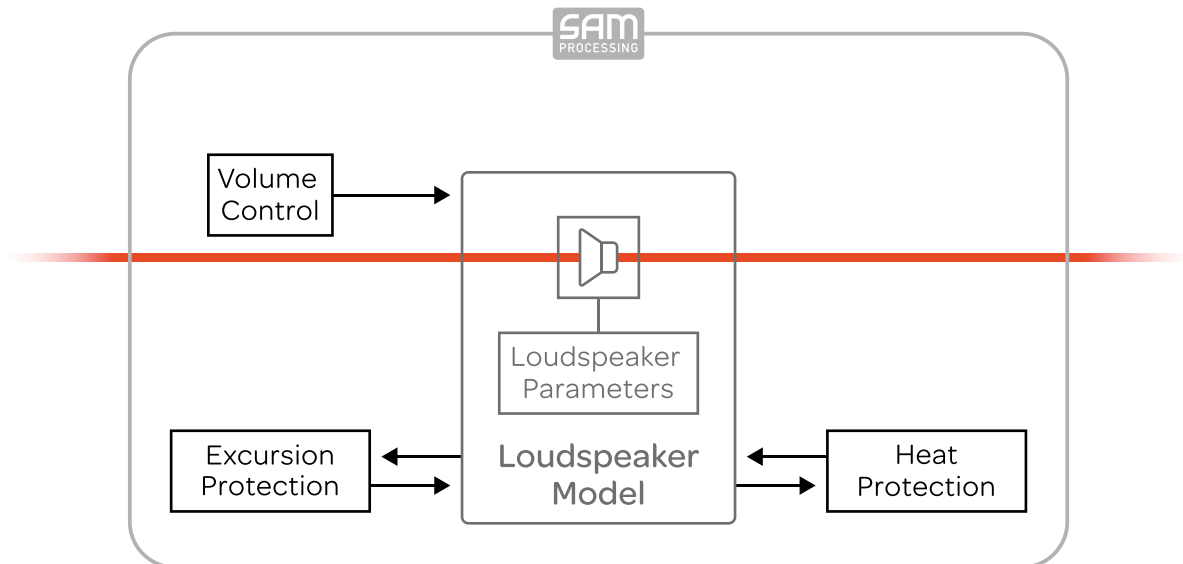 SAM
PROCESSING
Volume
Control
Loudspeaker
Parameters
Loudspeaker
Model
Excursion
Protection
Heat
Protection